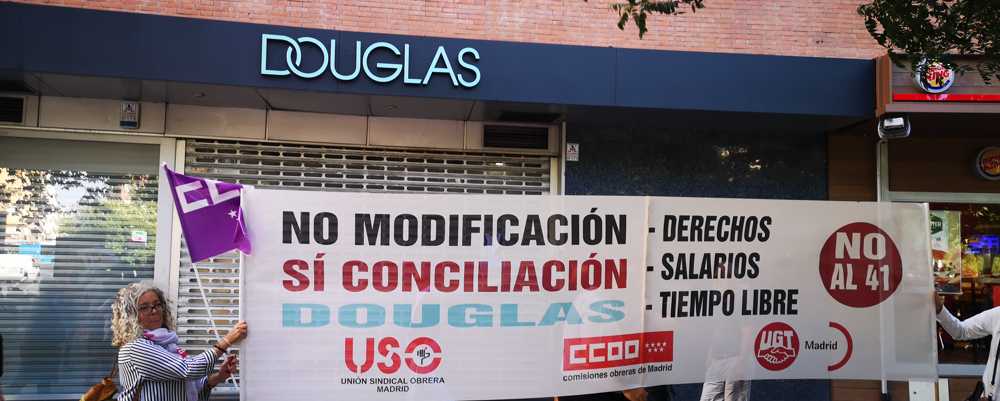 DOUGLAS
KING
NO MODIFICACIÓN
SÍ CONCILIACIÓN
DOUGLAS
- DERECHOS
- SALARIOS
- TIEMPO LIBRE
NO
AL 41
USO
UNIÓN SINDICAL OBRERA
MADRID
CCOO
comisiones obreras de Madrid
UGT
Madrid